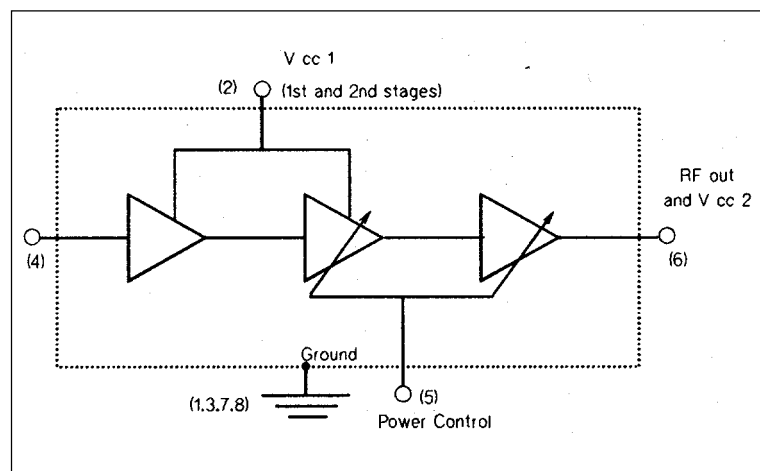 V cc 1
(2) (1st and 2nd stages)
RF out
and V cc 2
(4)
(6)
Ground
(1.3.7.8)
(5)
Power Control